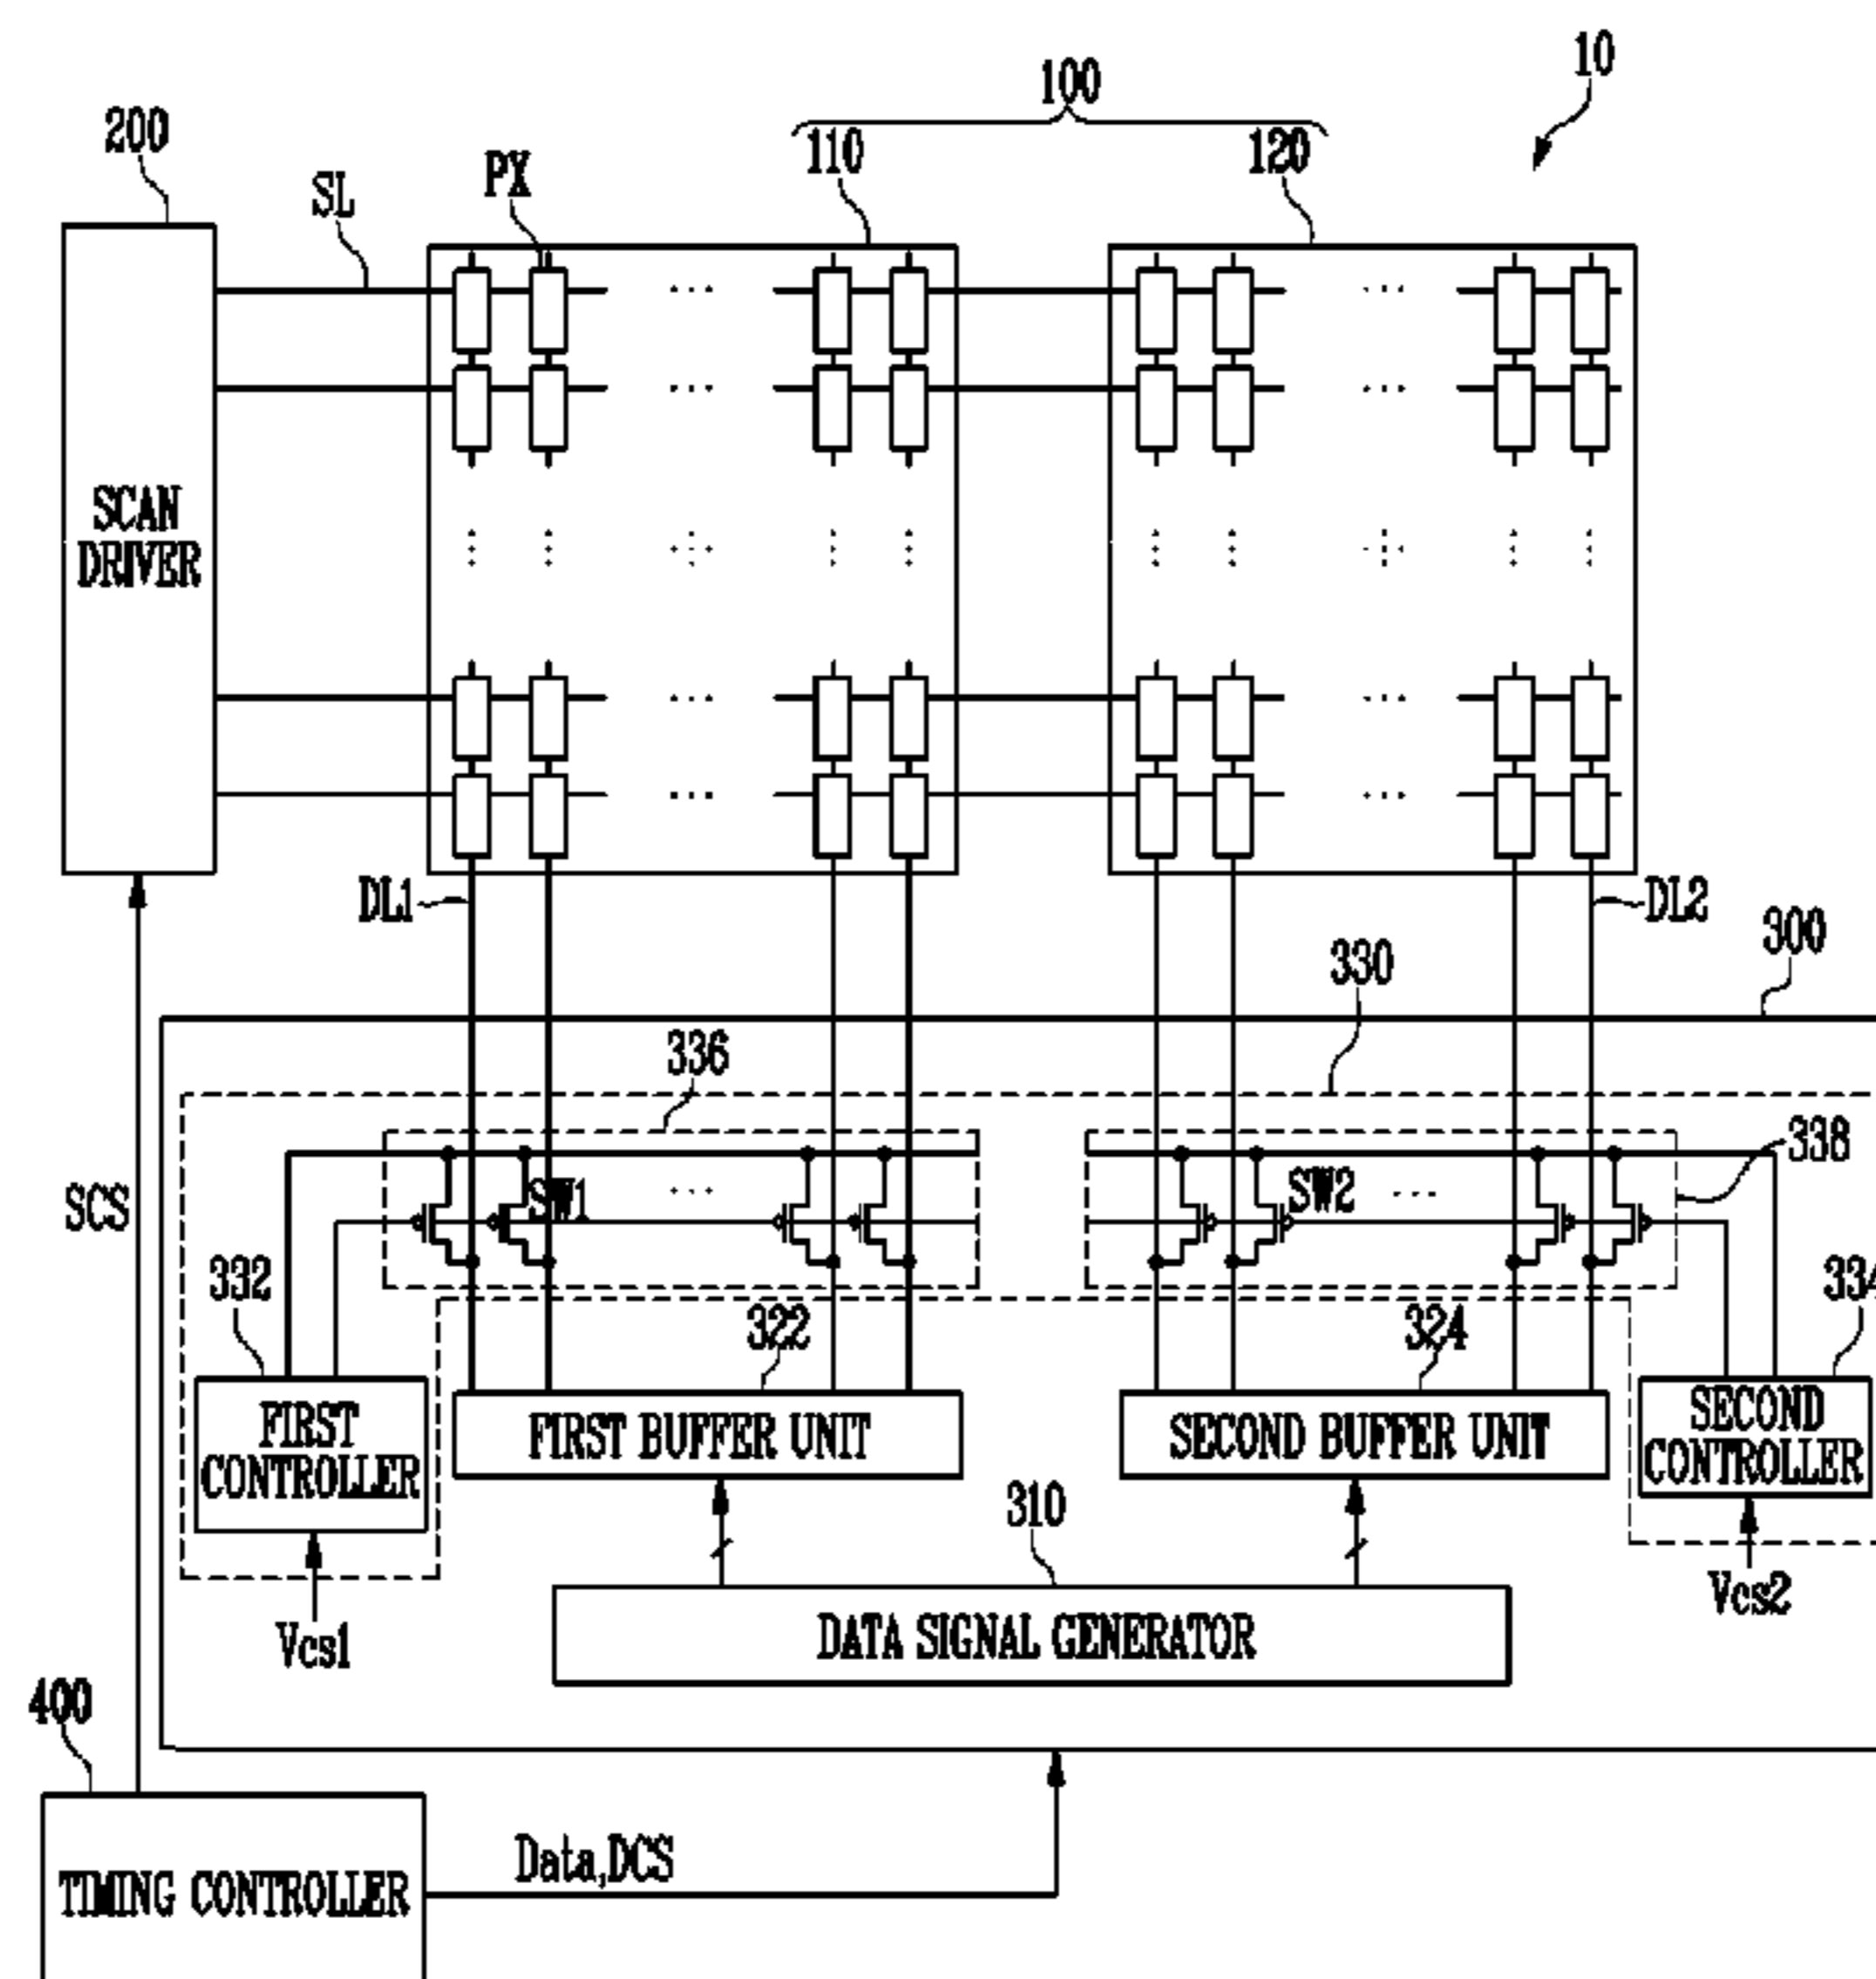 10
100
200
110
120
PX
SL
SCAN
DRIVER
DL1
DL2
300
330
336
338
SCS
SW1
SW2
332
334
322
324
FIRST
CONTROLLER
FIRST BUFFER UNIT
SECOND BUFFER UNIT
SECOND
CONTROLLER
310
Vcs1
DATA SIGNAL GENERATOR
Vcs2
400
Data,DCS
TIMING CONTROLLER